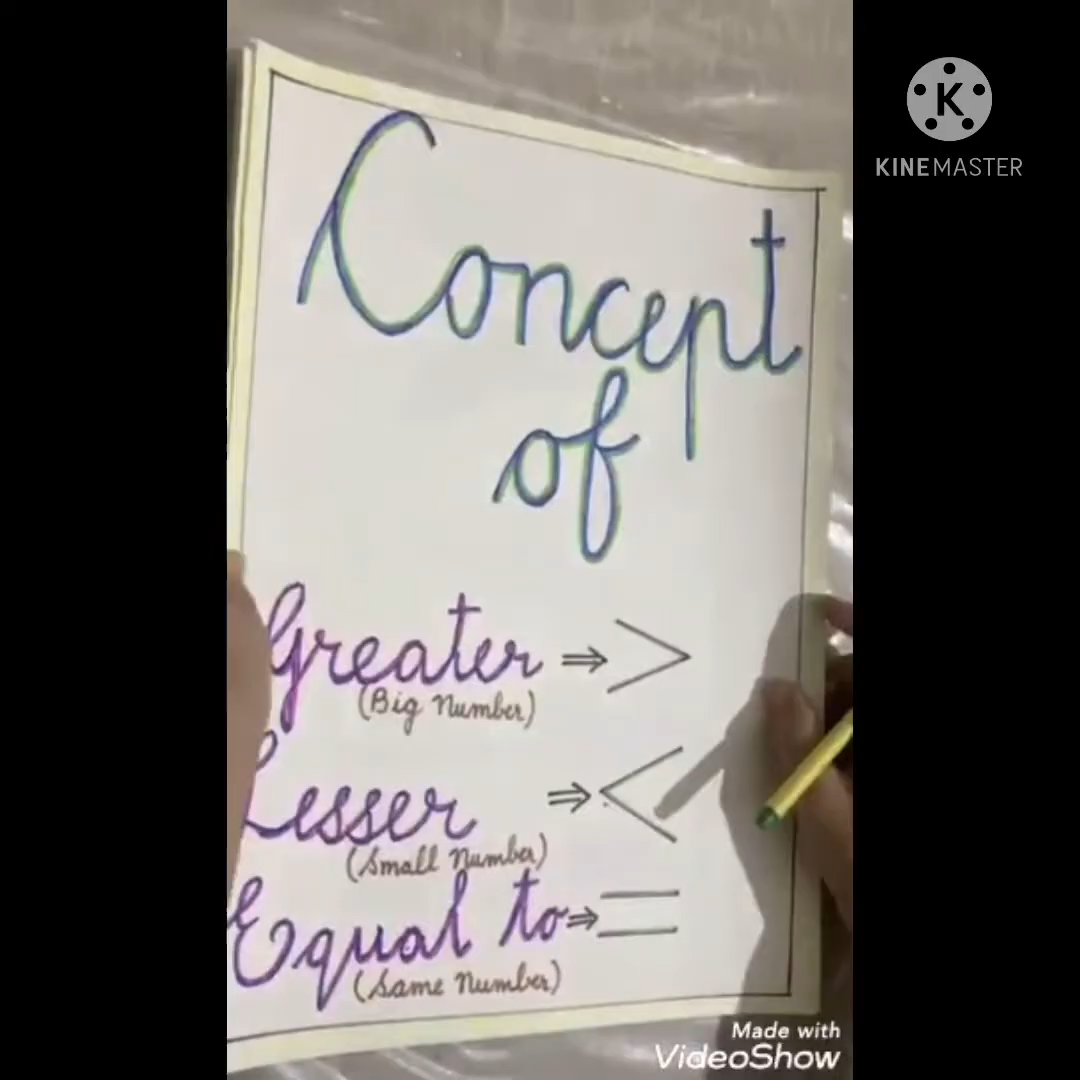 Concept
of
Greater ⇒ >
(Big Number)
Lesser ⇒ <
(Small Number)
Equal to ⇒ =
(Same Number)
K
KINEMASTER
Made with
VideoShow